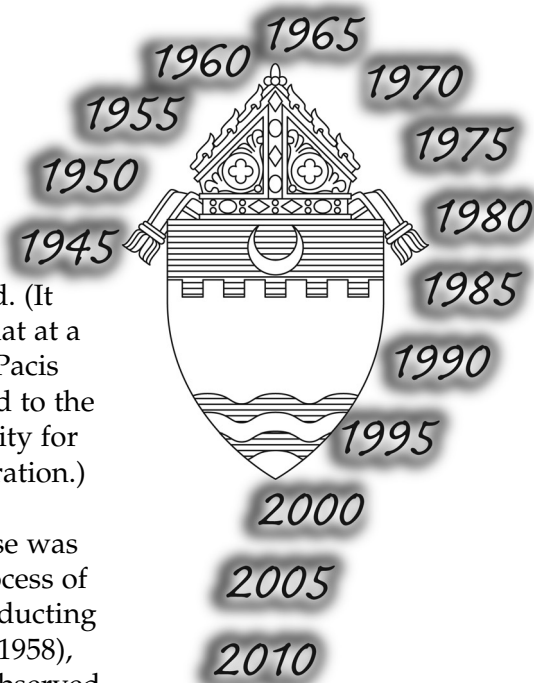 1945
1950
1955
1960
1965
1970
1975
1980
1985
1990
1995
2000
2005
2010
d. (It
at at a
Pacis
d to the
ity for
ration.)
se was
ocess of
ducting
1958),
bserved